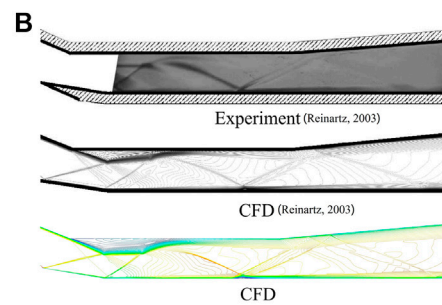 B
Experiment (Reinartz, 2003)
CFD (Reinartz, 2003)
CFD